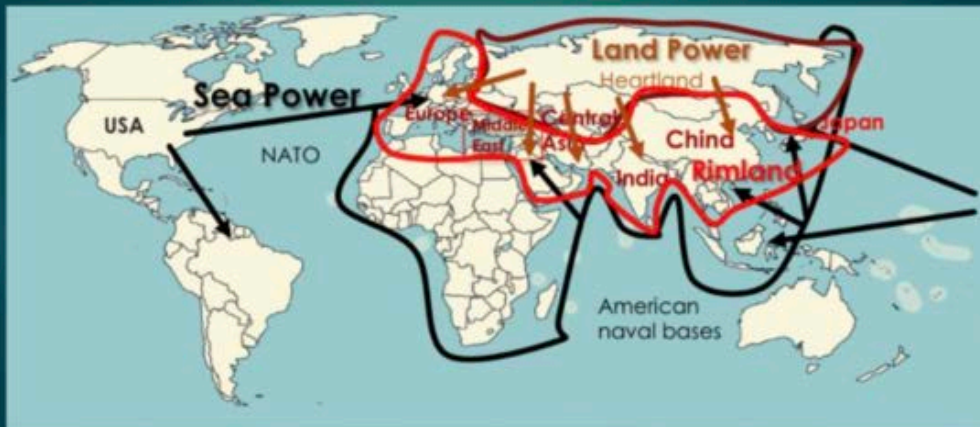 Land Power
Heartland
Sea Power
USA
NATO
Europe
Middle
East
Central
Asia
China
Japan
India
Rimland
American
naval bases